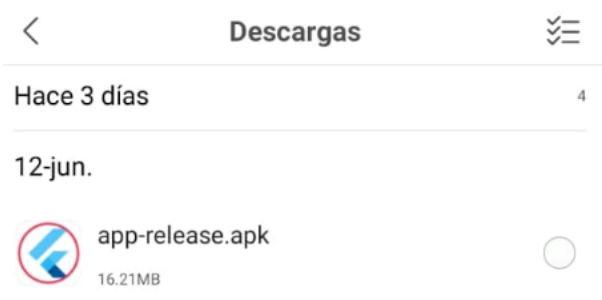 Descargas
Hace 3 días 4
12-jun.
app-release.apk
16.21MB